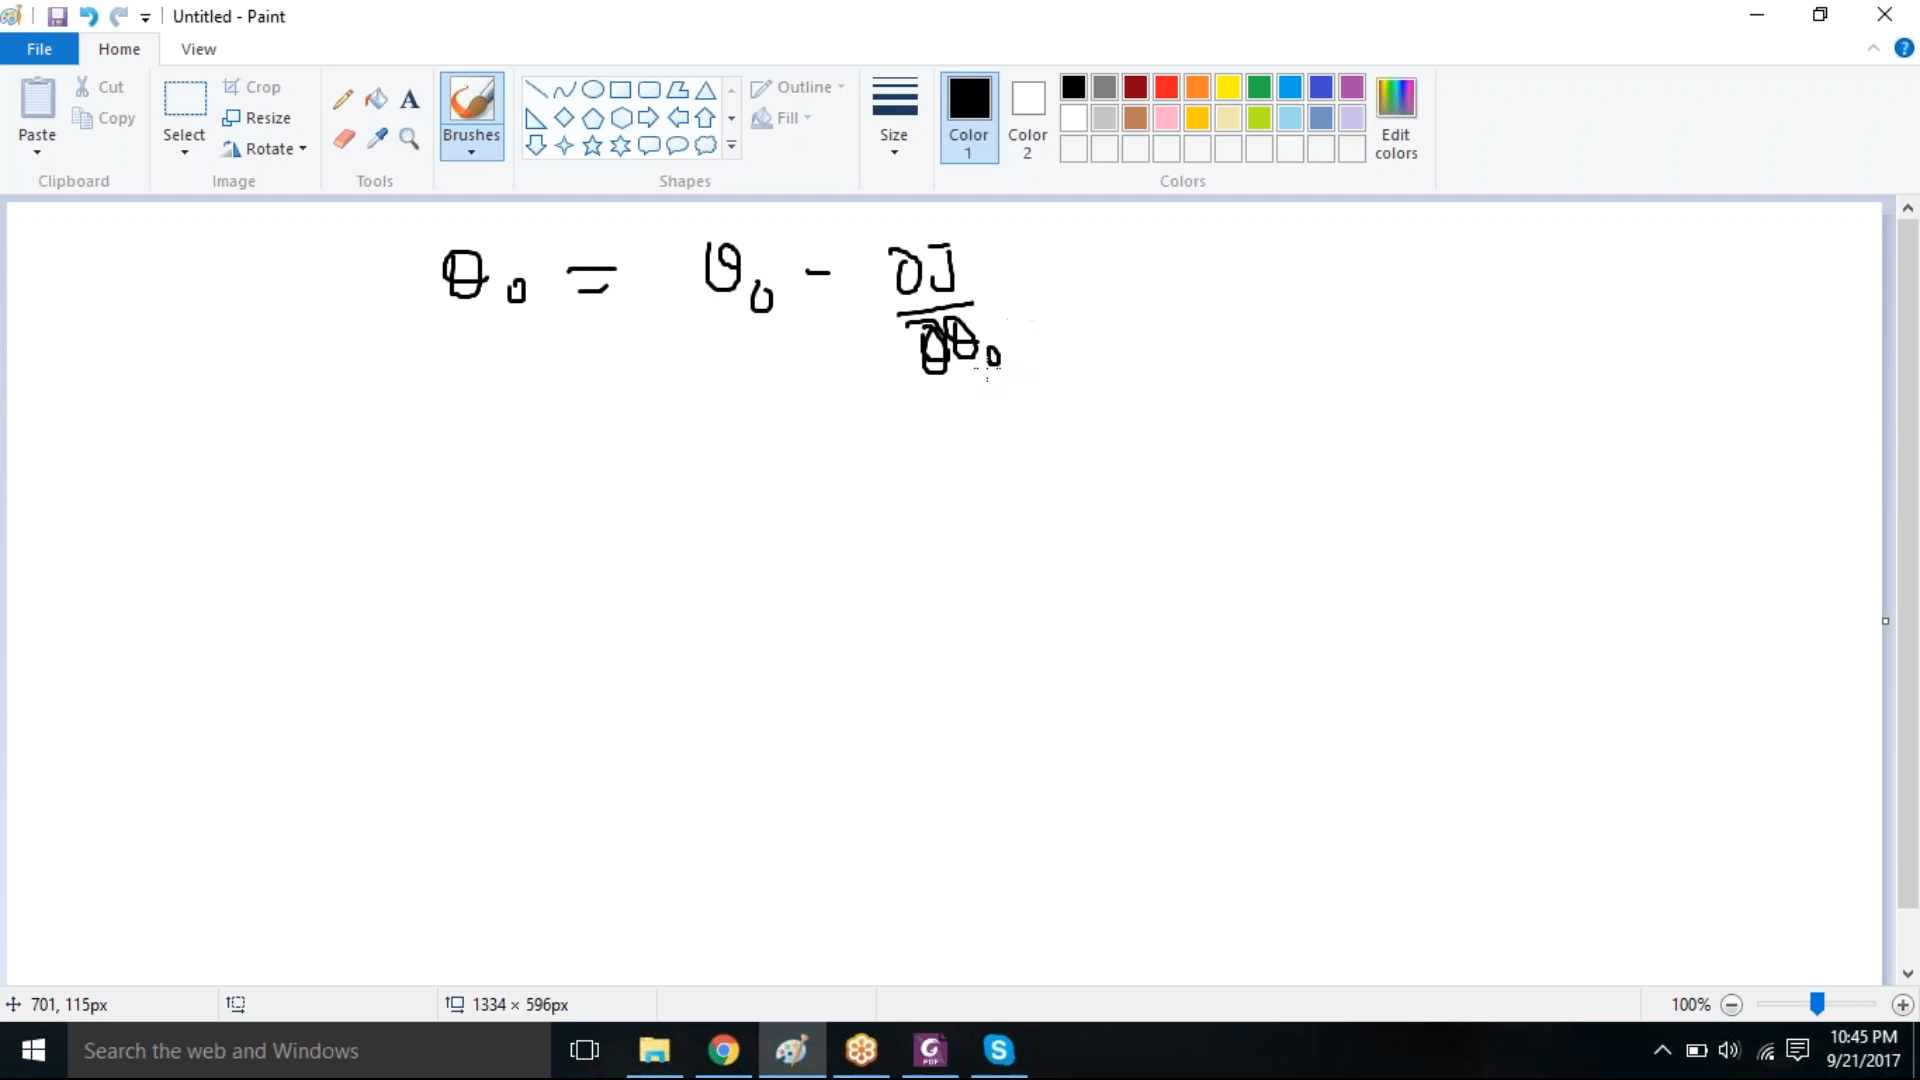 Untitled - Paint
File Home View
Paste Cut Copy Clipboard
Select Crop Resize Rotate Image
A Tools
Brushes
Shapes
Outline Fill
Size
Color 1 Color 2
Edit colors Colors
θ₀ = θ₀ - ∂J
∂θ₀
701, 115px 1334 × 596px 100%
Search the web and Windows
10:45 PM
9/21/2017